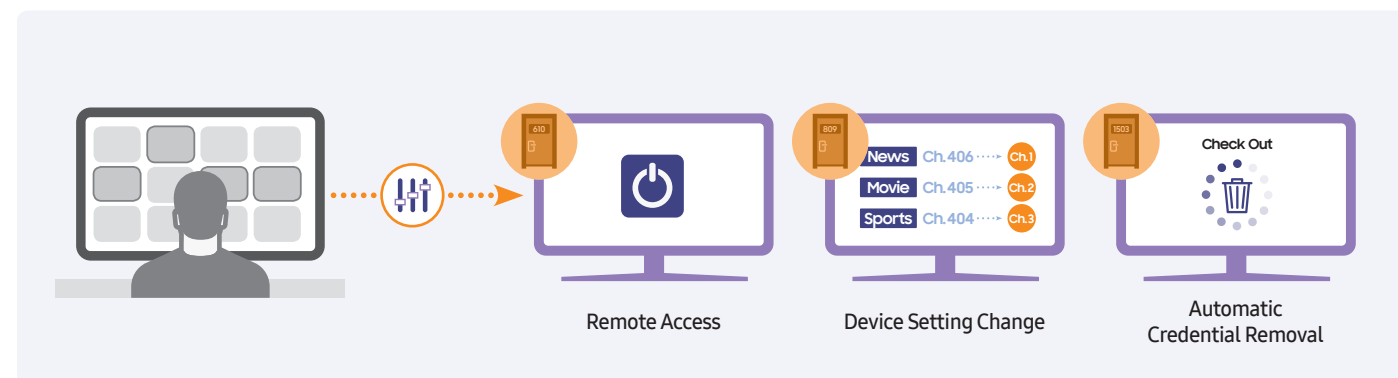 610
809
1503
News Ch.406 Ch.1
Movie Ch.405 Ch.2
Sports Ch.404 Ch.3
Check Out
Remote Access
Device Setting Change
Automatic
Credential Removal